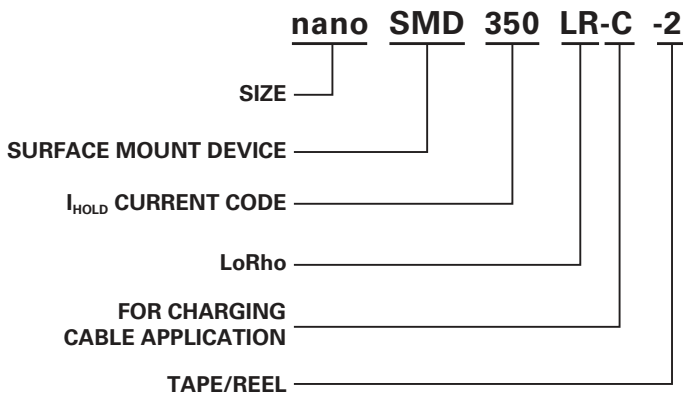 nano SMD 350 LR-C -2
SIZE
SURFACE MOUNT DEVICE
IHOLD CURRENT CODE
LoRho
FOR CHARGING
CABLE APPLICATION
TAPE/REEL